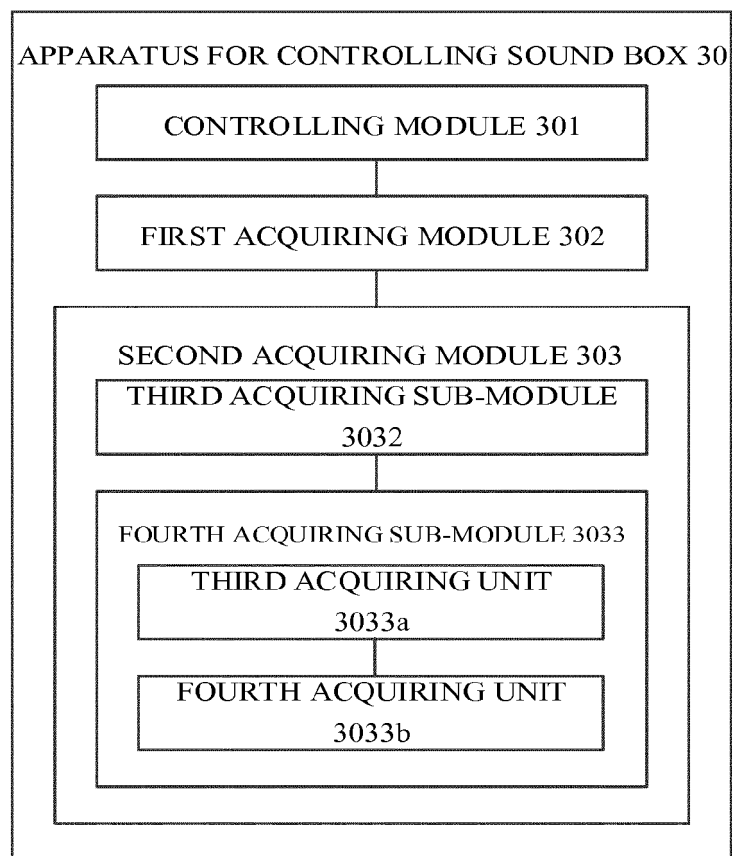 APPARATUS FOR CONTROLLING SOUND BOX 30
CONTROLLING MODULE 301
FIRST ACQUIRING MODULE 302
SECOND ACQUIRING MODULE 303
THIRD ACQUIRING SUB-MODULE
3032
FOURTH ACQUIRING SUB-MODULE 3033
THIRD ACQUIRING UNIT
3033a
FOURTH ACQUIRING UNIT
3033b